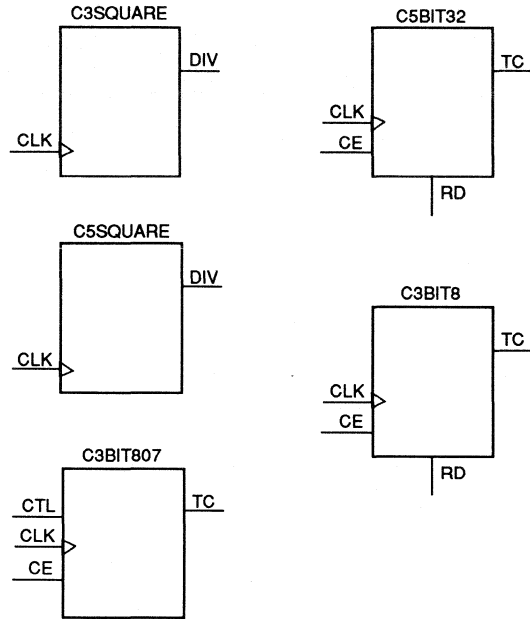 C3SQUARE
DIV
CLK
C5SQUARE
DIV
CLK
C3BIT807
CTL
TC
CLK
CE
C5BIT32
TC
CLK
CE
RD
C3BIT8
TC
CLK
CE
RD